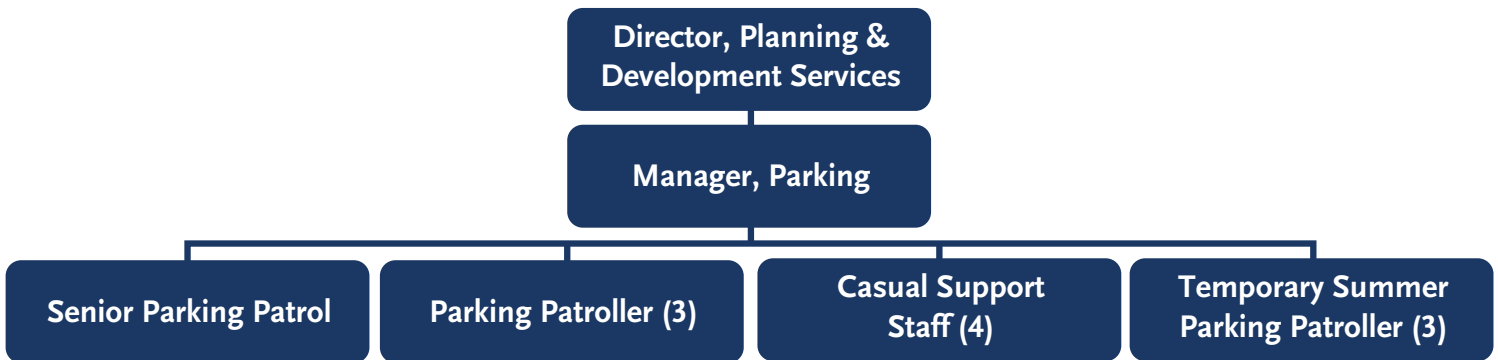 Director, Planning &
Development Services
Manager, Parking
Senior Parking Patrol
Parking Patroller (3)
Casual Support
Staff (4)
Temporary Summer
Parking Patroller (3)